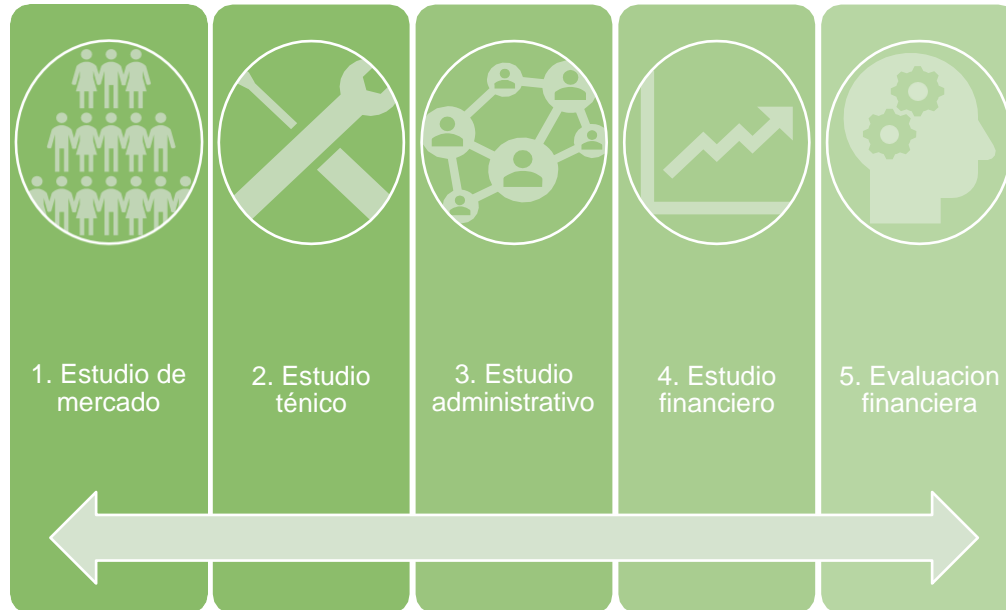 1. Estudio de
mercado
2. Estudio
ténico
3. Estudio
administrativo
4. Estudio
financiero
5. Evaluacion
financiera